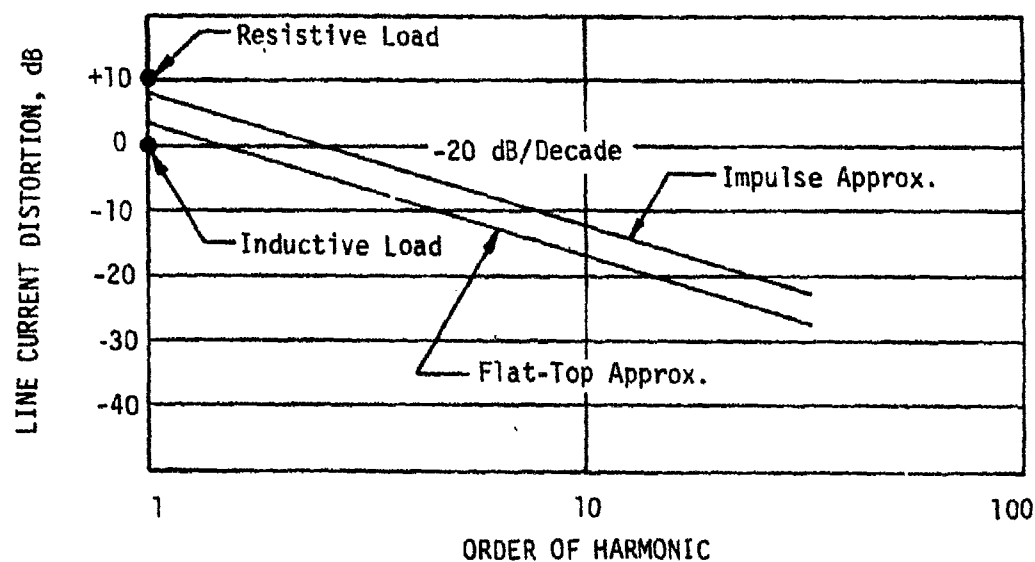 LINE CURRENT DISTORTION, dB
+10
0
-10
-20
-30
-40
Resistive Load
-20 dB/Decade
Impulse Approx.
Inductive Load
Flat-Top Approx.
1
10
100
ORDER OF HARMONIC